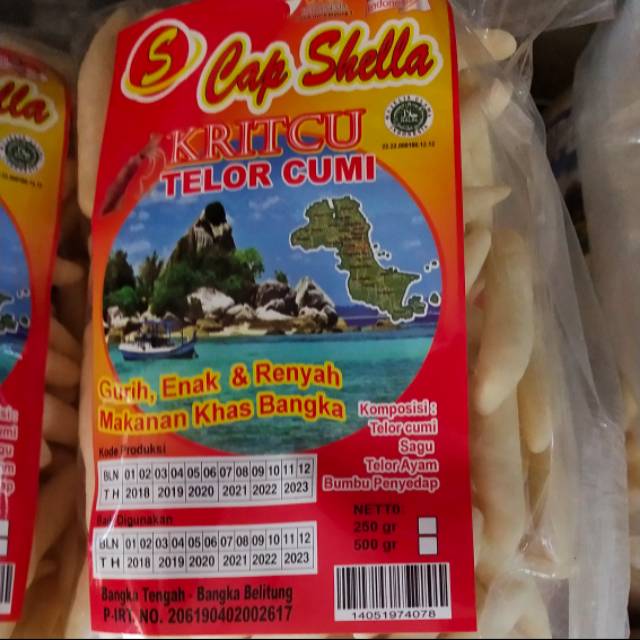 S
Cap Shella
KRITCU
TELOR CUMI
Gurih, Enak & Renyah
Makanan Khas Bangka
Komposisi :
Telor cumi
Sagu
Telor Ayam
Bumbu Penyedap
Kode Produksi
BLN 01 02 03 04 05 06 07 08 09 10 11 12
TH 2018 2019 2020 2021 2022 2023
NETTO:
250 gr
500 gr
Digunakan
BLN 01 02 03 04 05 06 07 08 09 10 11 12
TH 2018 2019 2020 2021 2022 2023
Bangka Tengah - Bangka Belitung
P-IRT. NO. 206190402002617
14051974078